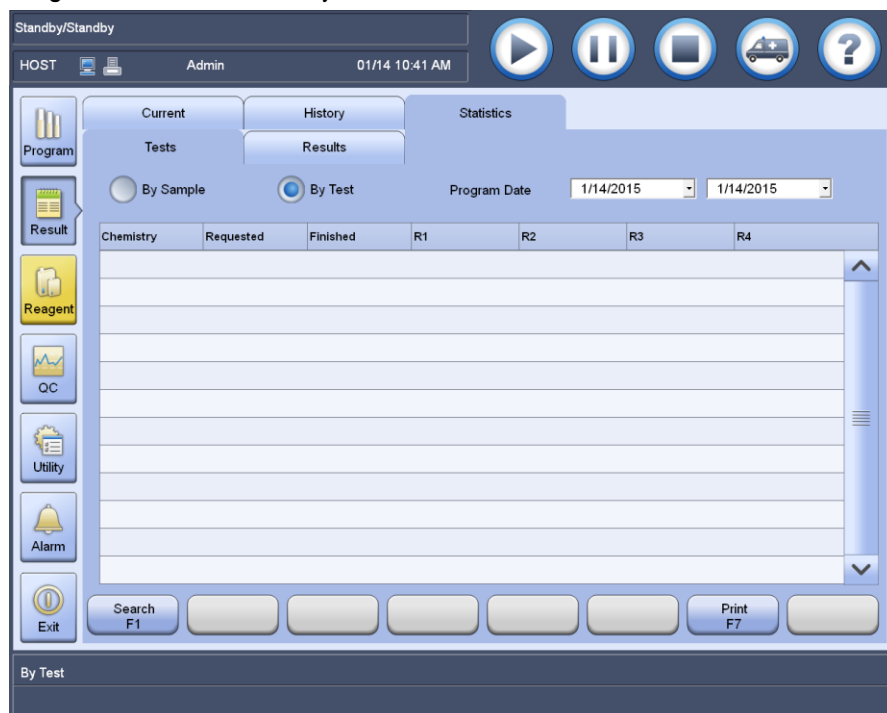 Standby/Standby
HOST Admin 01/14 10:41 AM
?
Program
Result
Reagent
QC
Utility
Alarm
Exit
Current History Statistics
Tests Results
By Sample By Test Program Date 1/14/2015 1/14/2015
Chemistry Requested Finished R1 R2 R3 R4
Search F1
Print F7
By Test